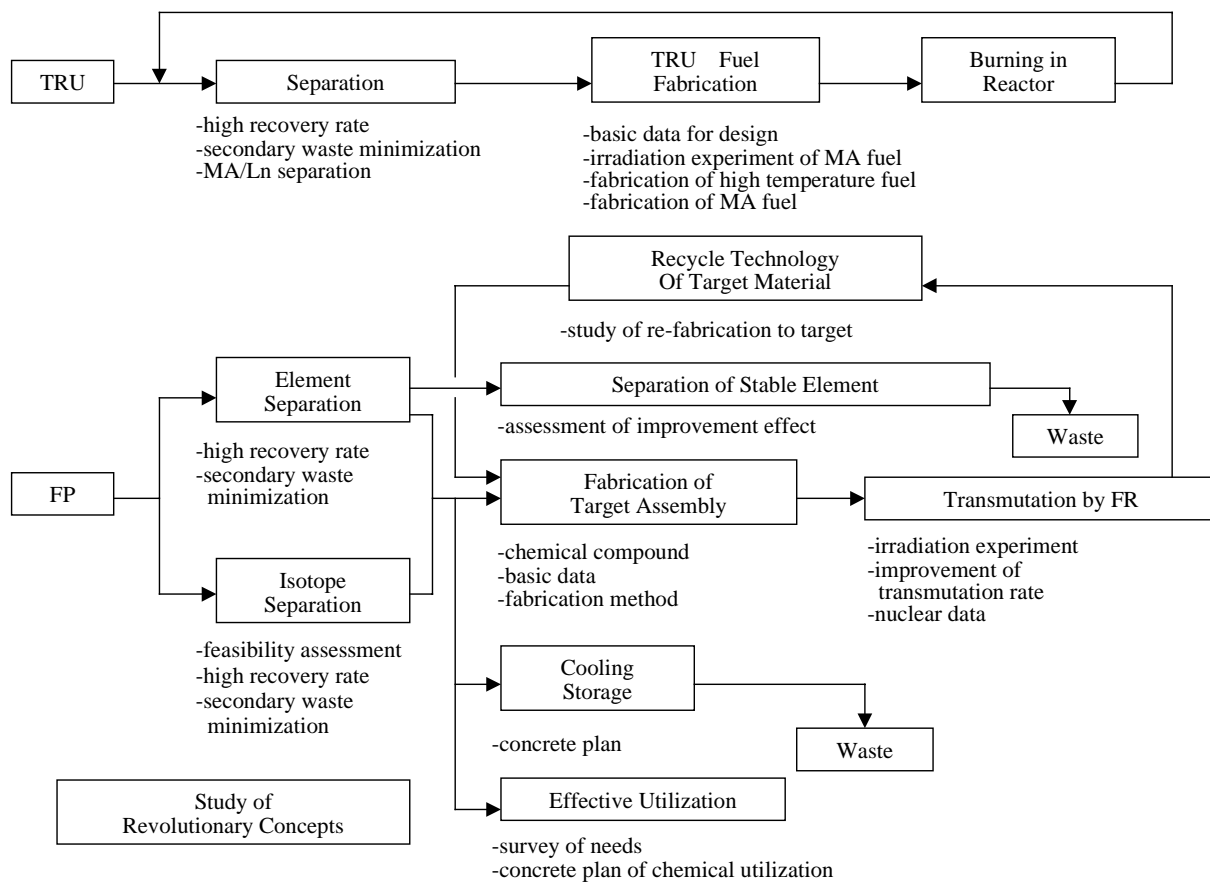 TRU
Separation
-high recovery rate
-secondary waste minimization
-MA/Ln separation
TRU Fuel
Fabrication
-basic data for design
-irradiation experiment of MA fuel
-fabrication of high temperature fuel
-fabrication of MA fuel
Burning in
Reactor
Recycle Technology
Of Target Material
-study of re-fabrication to target
FP
Element
Separation
-high recovery rate
-secondary waste
minimization
Separation of Stable Element
-assessment of improvement effect
Waste
Isotope
Separation
-feasibility assessment
-high recovery rate
-secondary waste
minimization
Fabrication of
Target Assembly
-chemical compound
-basic data
-fabrication method
Transmutation by FR
-irradiation experiment
-improvement of
transmutation rate
-nuclear data
Cooling
Storage
-concrete plan
Waste
Effective Utilization
-survey of needs
-concrete plan of chemical utilization
Study of
Revolutionary Concepts